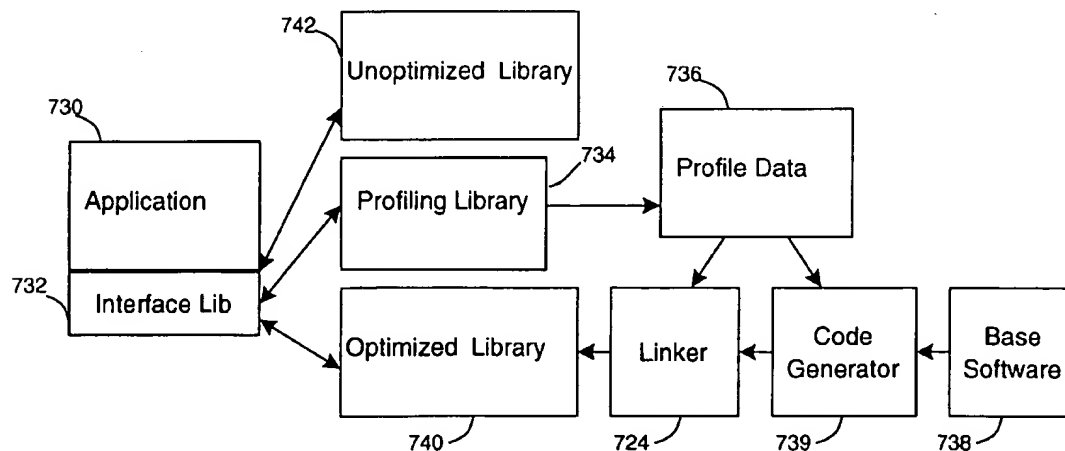 742
Unoptimized Library
736
730
734
Profile Data
Application
Profiling Library
732
Interface Lib
Optimized Library
Linker
Code
Generator
Base
Software
740
724
739
738